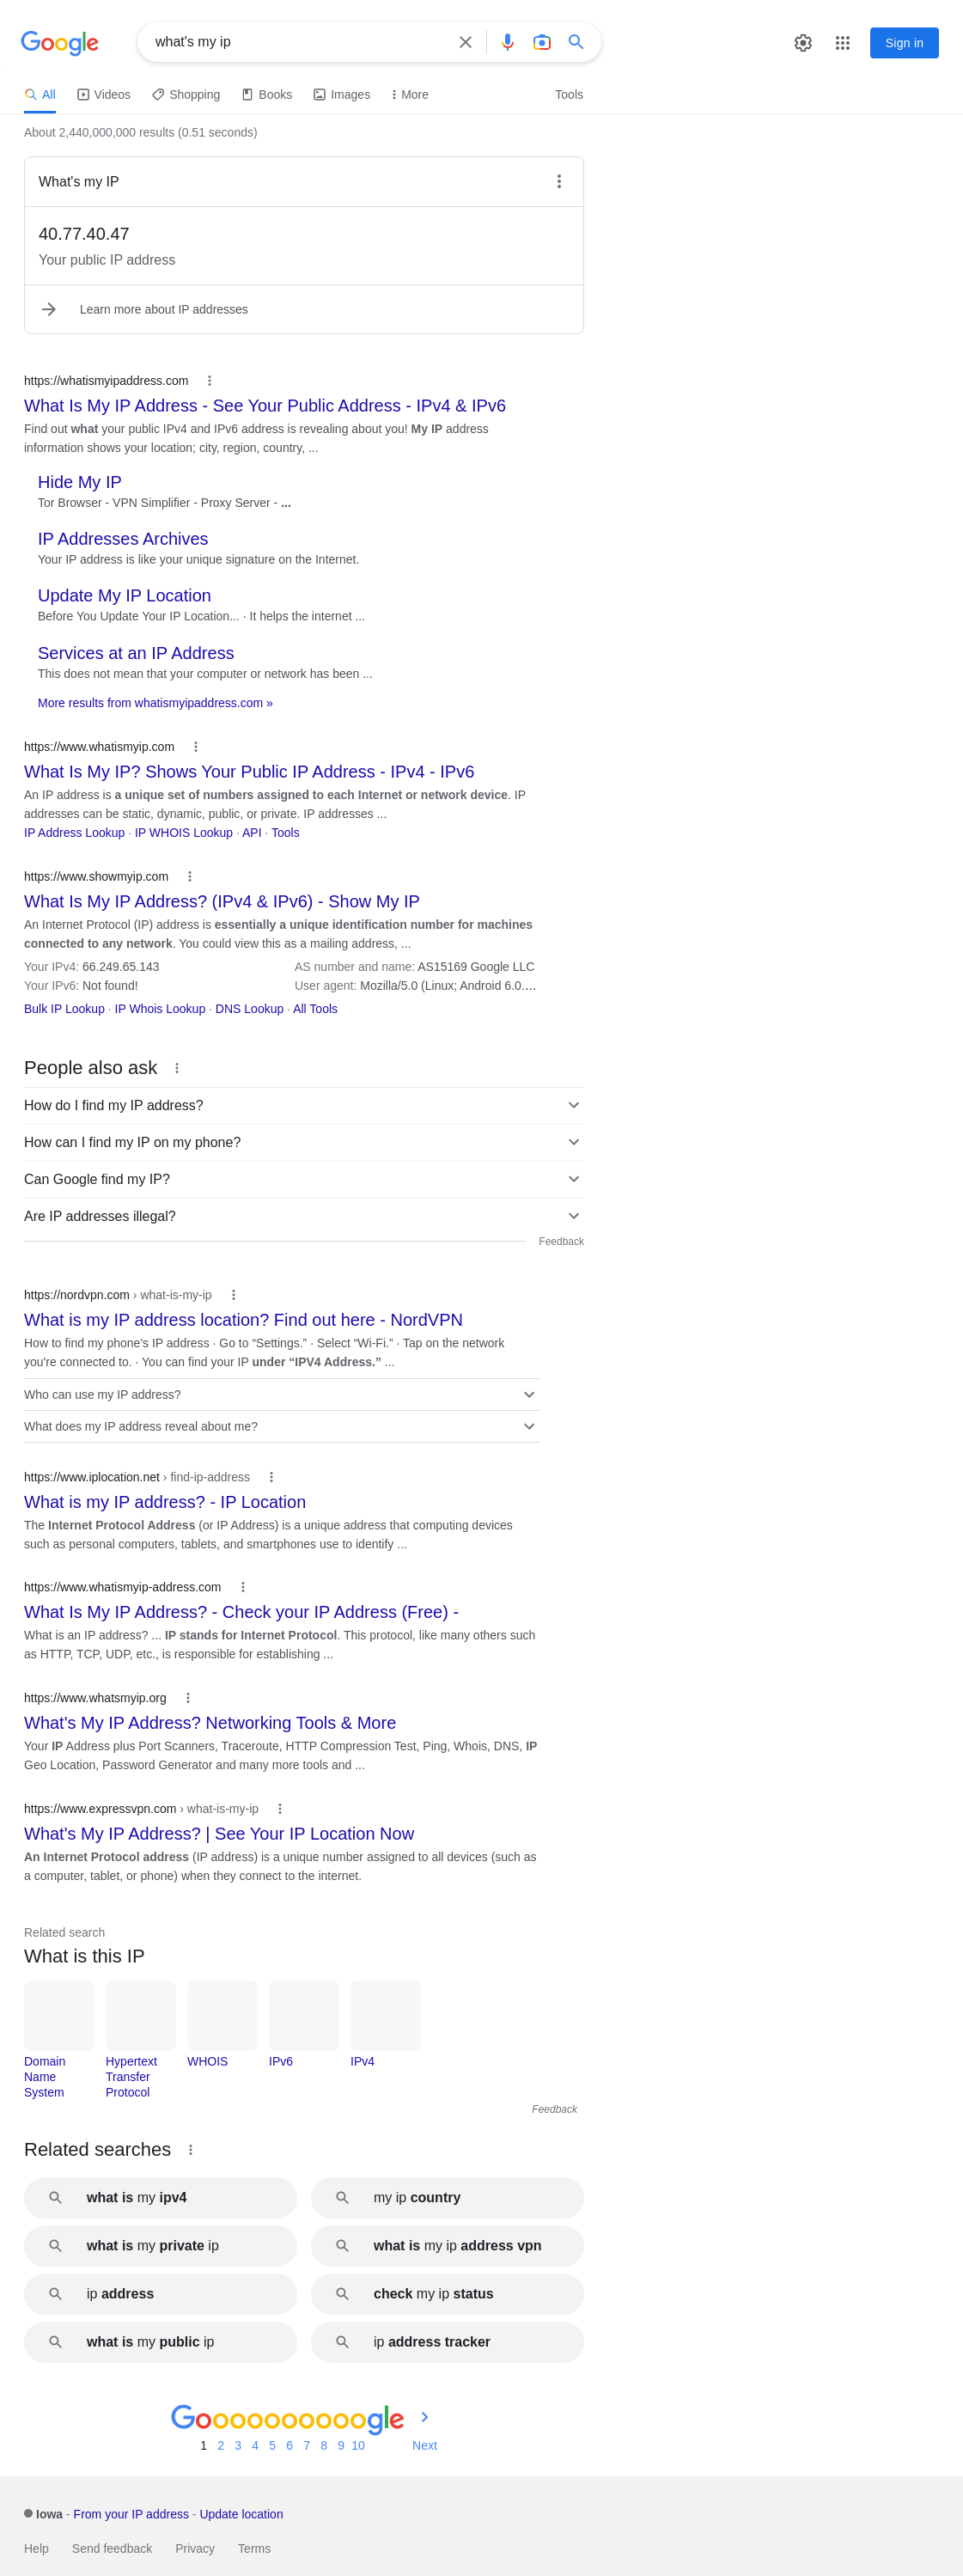 Google
what's my ip
Sign in
All
Videos
Shopping
Books
Images
More
Tools
About 2,440,000,000 results (0.51 seconds)
What's my IP
40.77.40.47
Your public IP address
Learn more about IP addresses
https://whatismyipaddress.com
What Is My IP Address - See Your Public Address - IPv4 & IPv6
Find out what your public IPv4 and IPv6 address is revealing about you! My IP address
information shows your location; city, region, country, ...
Hide My IP
Tor Browser - VPN Simplifier - Proxy Server - ...
IP Addresses Archives
Your IP address is like your unique signature on the Internet.
Update My IP Location
Before You Update Your IP Location... · It helps the internet ...
Services at an IP Address
This does not mean that your computer or network has been ...
More results from whatismyipaddress.com »
https://www.whatismyip.com
What Is My IP? Shows Your Public IP Address - IPv4 - IPv6
An IP address is a unique set of numbers assigned to each Internet or network device. IP
addresses can be static, dynamic, public, or private. IP addresses ...
IP Address Lookup · IP WHOIS Lookup · API · Tools
https://www.showmyip.com
What Is My IP Address? (IPv4 & IPv6) - Show My IP
An Internet Protocol (IP) address is essentially a unique identification number for machines
connected to any network. You could view this as a mailing address, ...
Your IPv4: 66.249.65.143
AS number and name: AS15169 Google LLC
Your IPv6: Not found!
User agent: Mozilla/5.0 (Linux; Android 6.0.…
Bulk IP Lookup · IP Whois Lookup · DNS Lookup · All Tools
People also ask
How do I find my IP address?
How can I find my IP on my phone?
Can Google find my IP?
Are IP addresses illegal?
Feedback
https://nordvpn.com › what-is-my-ip
What is my IP address location? Find out here - NordVPN
How to find my phone's IP address · Go to “Settings.” · Select “Wi-Fi.” · Tap on the network
you're connected to. · You can find your IP under “IPV4 Address.” ...
Who can use my IP address?
What does my IP address reveal about me?
https://www.iplocation.net › find-ip-address
What is my IP address? - IP Location
The Internet Protocol Address (or IP Address) is a unique address that computing devices
such as personal computers, tablets, and smartphones use to identify ...
https://www.whatismyip-address.com
What Is My IP Address? - Check your IP Address (Free) -
What is an IP address? ... IP stands for Internet Protocol. This protocol, like many others such
as HTTP, TCP, UDP, etc., is responsible for establishing ...
https://www.whatsmyip.org
What's My IP Address? Networking Tools & More
Your IP Address plus Port Scanners, Traceroute, HTTP Compression Test, Ping, Whois, DNS, IP
Geo Location, Password Generator and many more tools and ...
https://www.expressvpn.com › what-is-my-ip
What's My IP Address? | See Your IP Location Now
An Internet Protocol address (IP address) is a unique number assigned to all devices (such as
a computer, tablet, or phone) when they connect to the internet.
Related search
What is this IP
Domain
Name
System
Hypertext
Transfer
Protocol
WHOIS
IPv6
IPv4
Feedback
Related searches
what is my ipv4
my ip country
what is my private ip
what is my ip address vpn
ip address
check my ip status
what is my public ip
ip address tracker
Goooooooooogle
1 2 3 4 5 6 7 8 9 10 Next
Iowa - From your IP address - Update location
Help
Send feedback
Privacy
Terms